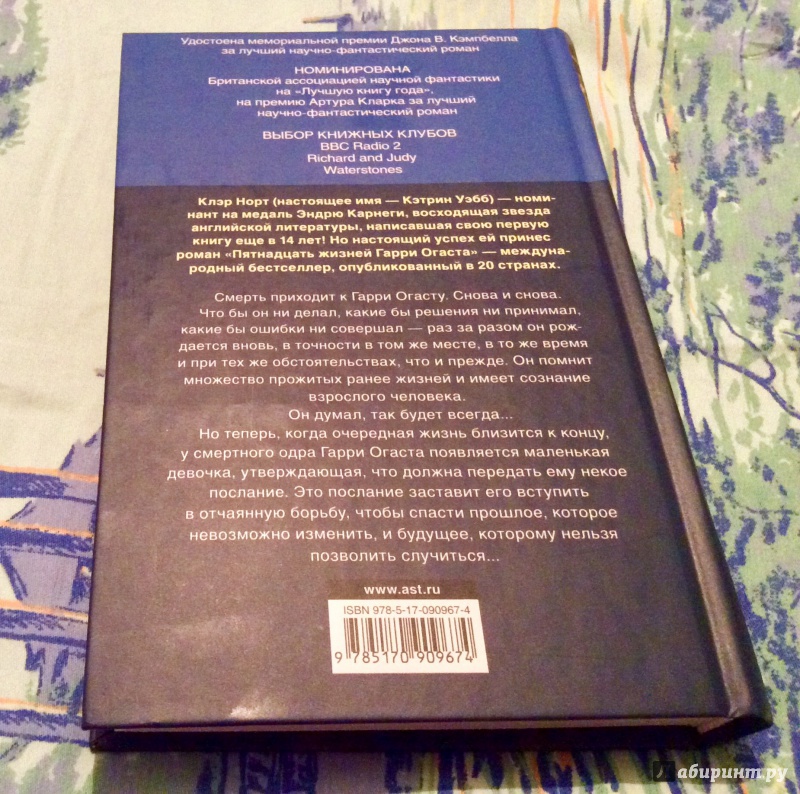 Удостоена мемориальной премии Джона В. Кэмпбелла
за лучший научно-фантастический роман
НОМИНИРОВАНА
Британской ассоциацией научной фантастики
на «Лучшую книгу года»,
на премию Артура Кларка за лучший
научно-фантастический роман
ВЫБОР КНИЖНЫХ КЛУБОВ
BBC Radio 2
Richard and Judy
Waterstones
Клэр Норт (настоящее имя — Кэтрин Уэбб) — номи-
нант на медаль Эндрю Карнеги, восходящая звезда
английской литературы, написавшая свою первую
книгу еще в 14 лет! Но настоящий успех ей принес
роман «Пятнадцать жизней Гарри Огаста» — междуна-
родный бестселлер, опубликованный в 20 странах.
Смерть приходит к Гарри Огасту. Снова и снова.
Что бы он ни делал, какие бы решения ни принимал,
какие бы ошибки ни совершал — раз за разом он рож-
дается вновь, в точности в том же месте, в то же время
и при тех же обстоятельствах, что и прежде. Он помнит
множество прожитых ранее жизней и имеет сознание
взрослого человека.
Он думал, так будет всегда...
Но теперь, когда очередная жизнь близится к концу,
у смертного одра Гарри Огаста появляется маленькая
девочка, утверждающая, что должна передать ему некое
послание. Это послание заставит его вступить
в отчаянную борьбу, чтобы спасти прошлое, которое
невозможно изменить, и будущее, которому нельзя
позволить случиться...
www.ast.ru
ISBN 978-5-17-090967-4
9 785170 909674
Лабиринт.ру